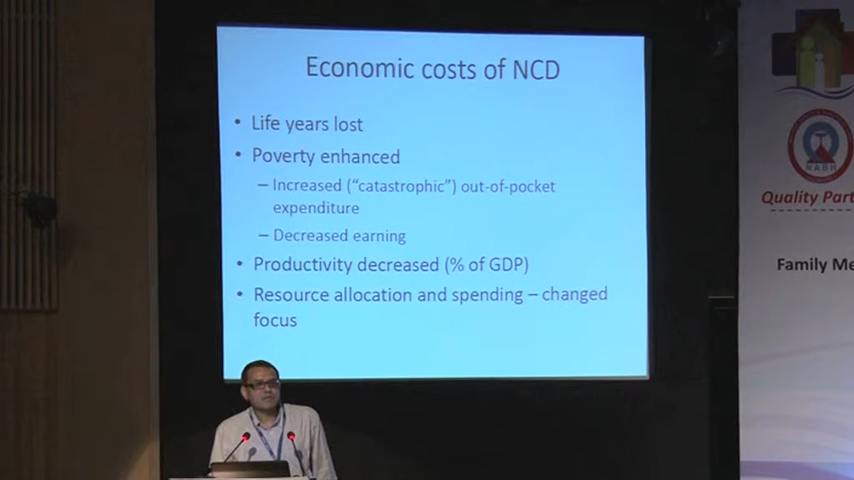 Economic costs of NCD
• Life years lost
• Poverty enhanced
– Increased (“catastrophic”) out-of-pocket
expenditure
– Decreased earning
• Productivity decreased (% of GDP)
• Resource allocation and spending – changed
focus
NABH
Quality Part
Family Me